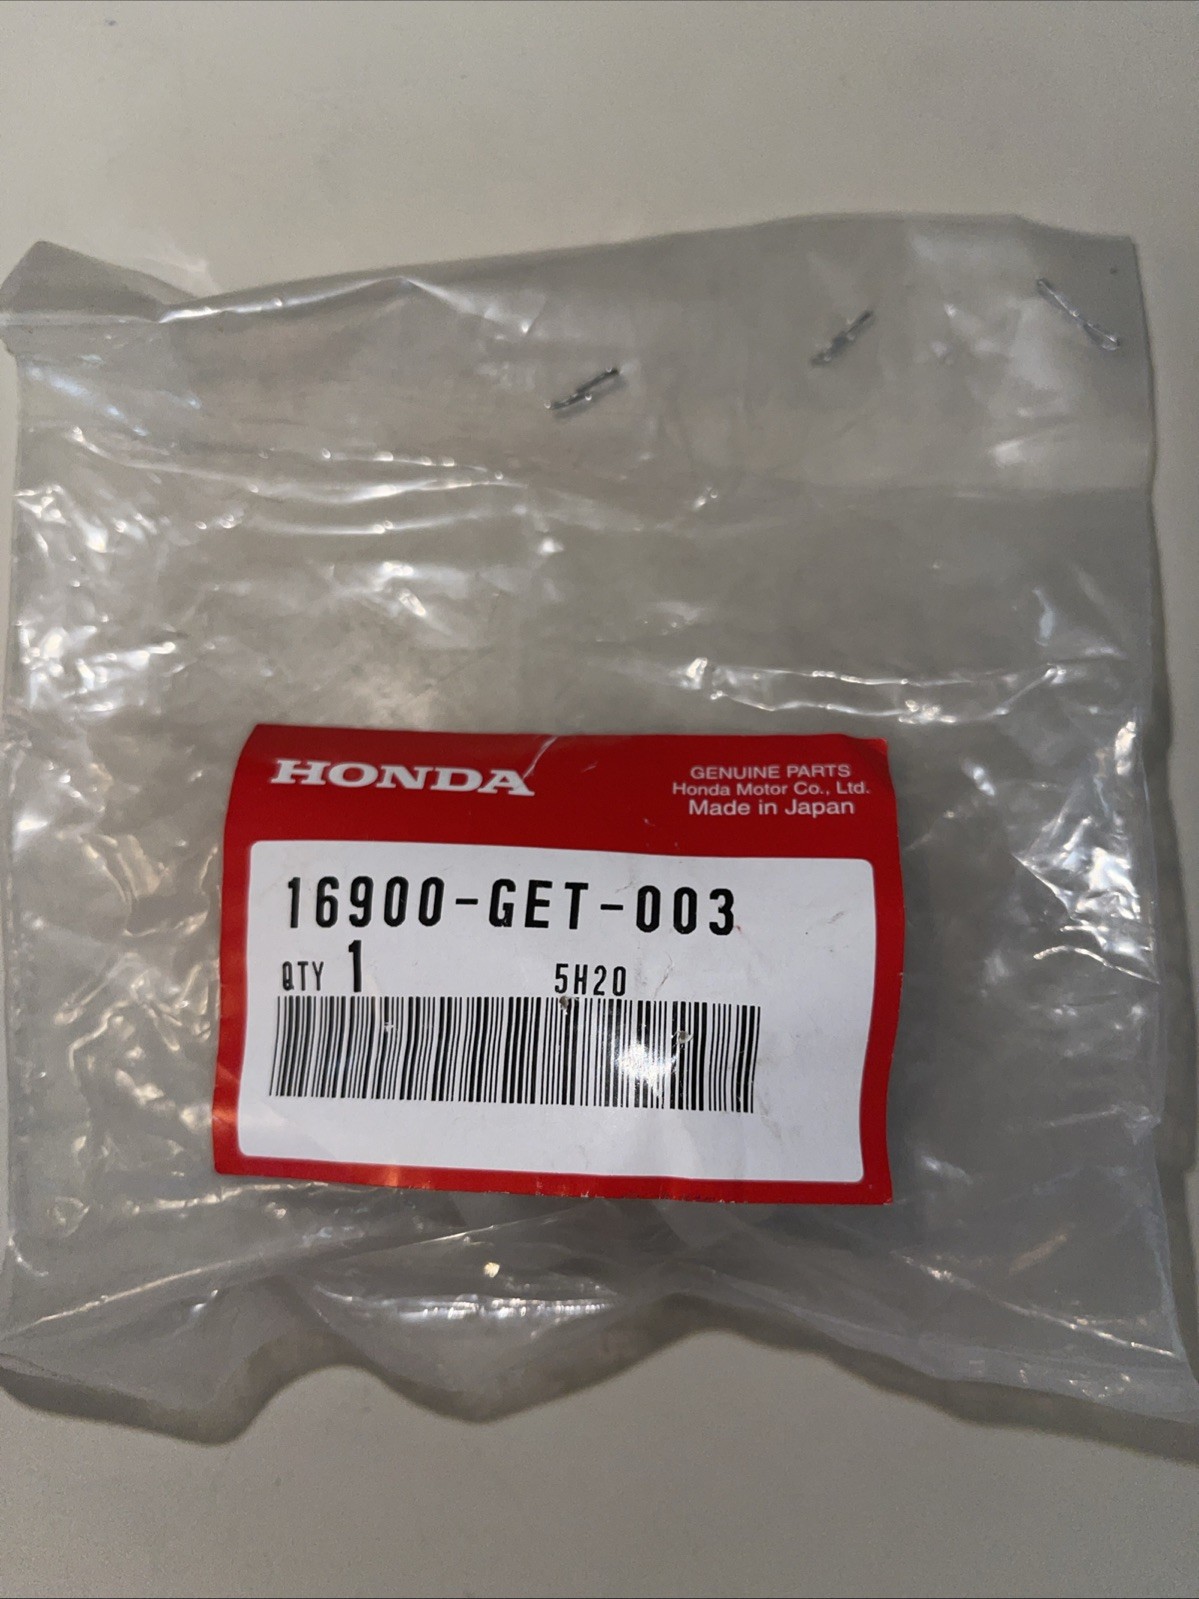 HONDA
GENUINE PARTS
Honda Motor Co., Ltd.
Made in Japan
16900-GET-003
QTY 1 5H20